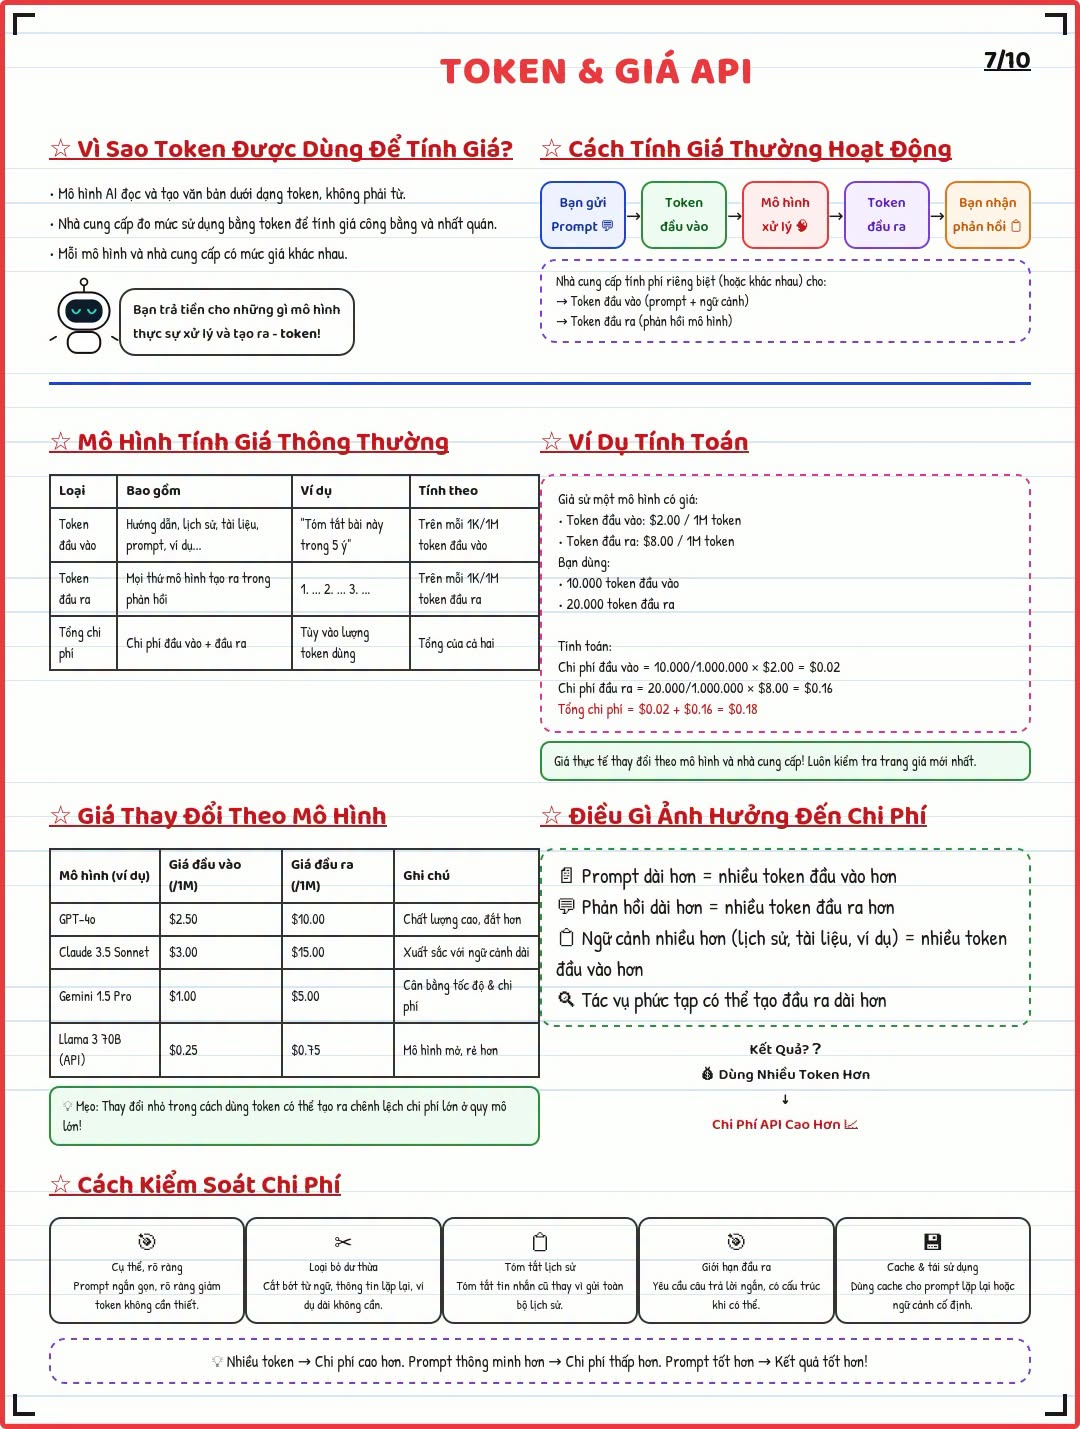 TOKEN & GIÁ API
7/10
☆ Vì Sao Token Được Dùng Để Tính Giá?
• Mô hình AI đọc và tạo văn bản dưới dạng token, không phải từ.
• Nhà cung cấp đo mức sử dụng bằng token để tính giá công bằng và nhất quán.
• Mỗi mô hình và nhà cung cấp có mức giá khác nhau.
Bạn trả tiền cho những gì mô hình
thực sự xử lý và tạo ra - token!
☆ Cách Tính Giá Thường Hoạt Động
Bạn gửi
Prompt 💬
→
Token
đầu vào
→
Mô hình
xử lý 🧠
→
Token
đầu ra
→
Bạn nhận
phản hồi 📋
Nhà cung cấp tính phí riêng biệt (hoặc khác nhau) cho:
→ Token đầu vào (prompt + ngữ cảnh)
→ Token đầu ra (phản hồi mô hình)
☆ Mô Hình Tính Giá Thông Thường
Loại Bao gồm Ví dụ Tính theo
Token Hướng dẫn, lịch sử, tài liệu, "Tóm tắt bài này Trên mỗi 1K/1M
đầu vào prompt, ví dụ... trong 5 ý" token đầu vào
Token Mọi thứ mô hình tạo ra trong 1. ... 2. ... 3. ... Trên mỗi 1K/1M
đầu ra phản hồi token đầu ra
Tổng chi Chi phí đầu vào + đầu ra Tùy vào lượng Tổng của cả hai
phí token dùng
☆ Ví Dụ Tính Toán
Giả sử một mô hình có giá:
• Token đầu vào: $2.00 / 1M token
• Token đầu ra: $8.00 / 1M token
Bạn dùng:
• 10.000 token đầu vào
• 20.000 token đầu ra
Tính toán:
Chi phí đầu vào = 10.000/1.000.000 × $2.00 = $0.02
Chi phí đầu ra = 20.000/1.000.000 × $8.00 = $0.16
Tổng chi phí = $0.02 + $0.16 = $0.18
Giá thực tế thay đổi theo mô hình và nhà cung cấp! Luôn kiểm tra trang giá mới nhất.
☆ Giá Thay Đổi Theo Mô Hình
Mô hình (ví dụ) Giá đầu vào Giá đầu ra Ghi chú
(/1M) (/1M)
GPT-4o $2.50 $10.00 Chất lượng cao, đắt hơn
Claude 3.5 Sonnet $3.00 $15.00 Xuất sắc với ngữ cảnh dài
Gemini 1.5 Pro $1.00 $5.00 Cân bằng tốc độ & chi
phí
Llama 3 70B $0.25 $0.75 Mô hình mở, rẻ hơn
(API)
💡 Mẹo: Thay đổi nhỏ trong cách dùng token có thể tạo ra chênh lệch chi phí lớn ở quy mô
lớn!
☆ Điều Gì Ảnh Hưởng Đến Chi Phí
📄 Prompt dài hơn = nhiều token đầu vào hơn
💬 Phản hồi dài hơn = nhiều token đầu ra hơn
📋 Ngữ cảnh nhiều hơn (lịch sử, tài liệu, ví dụ) = nhiều token
đầu vào hơn
🔍 Tác vụ phức tạp có thể tạo đầu ra dài hơn
Kết Quả? ?
💰 Dùng Nhiều Token Hơn
↓
Chi Phí API Cao Hơn 📈
☆ Cách Kiểm Soát Chi Phí
🎯
Cụ thể, rõ ràng
Prompt ngắn gọn, rõ ràng giảm
token không cần thiết.
✂
Loại bỏ dư thừa
Cắt bớt từ ngữ, thông tin lặp lại, ví
dụ dài không cần.
📋
Tóm tắt lịch sử
Tóm tắt tin nhắn cũ thay vì gửi toàn
bộ lịch sử.
🎯
Giới hạn đầu ra
Yêu cầu câu trả lời ngắn, có cấu trúc
khi có thể.
💾
Cache & tái sử dụng
Dùng cache cho prompt lặp lại hoặc
ngữ cảnh cố định.
💡 Nhiều token → Chi phí cao hơn. Prompt thông minh hơn → Chi phí thấp hơn. Prompt tốt hơn → Kết quả tốt hơn!